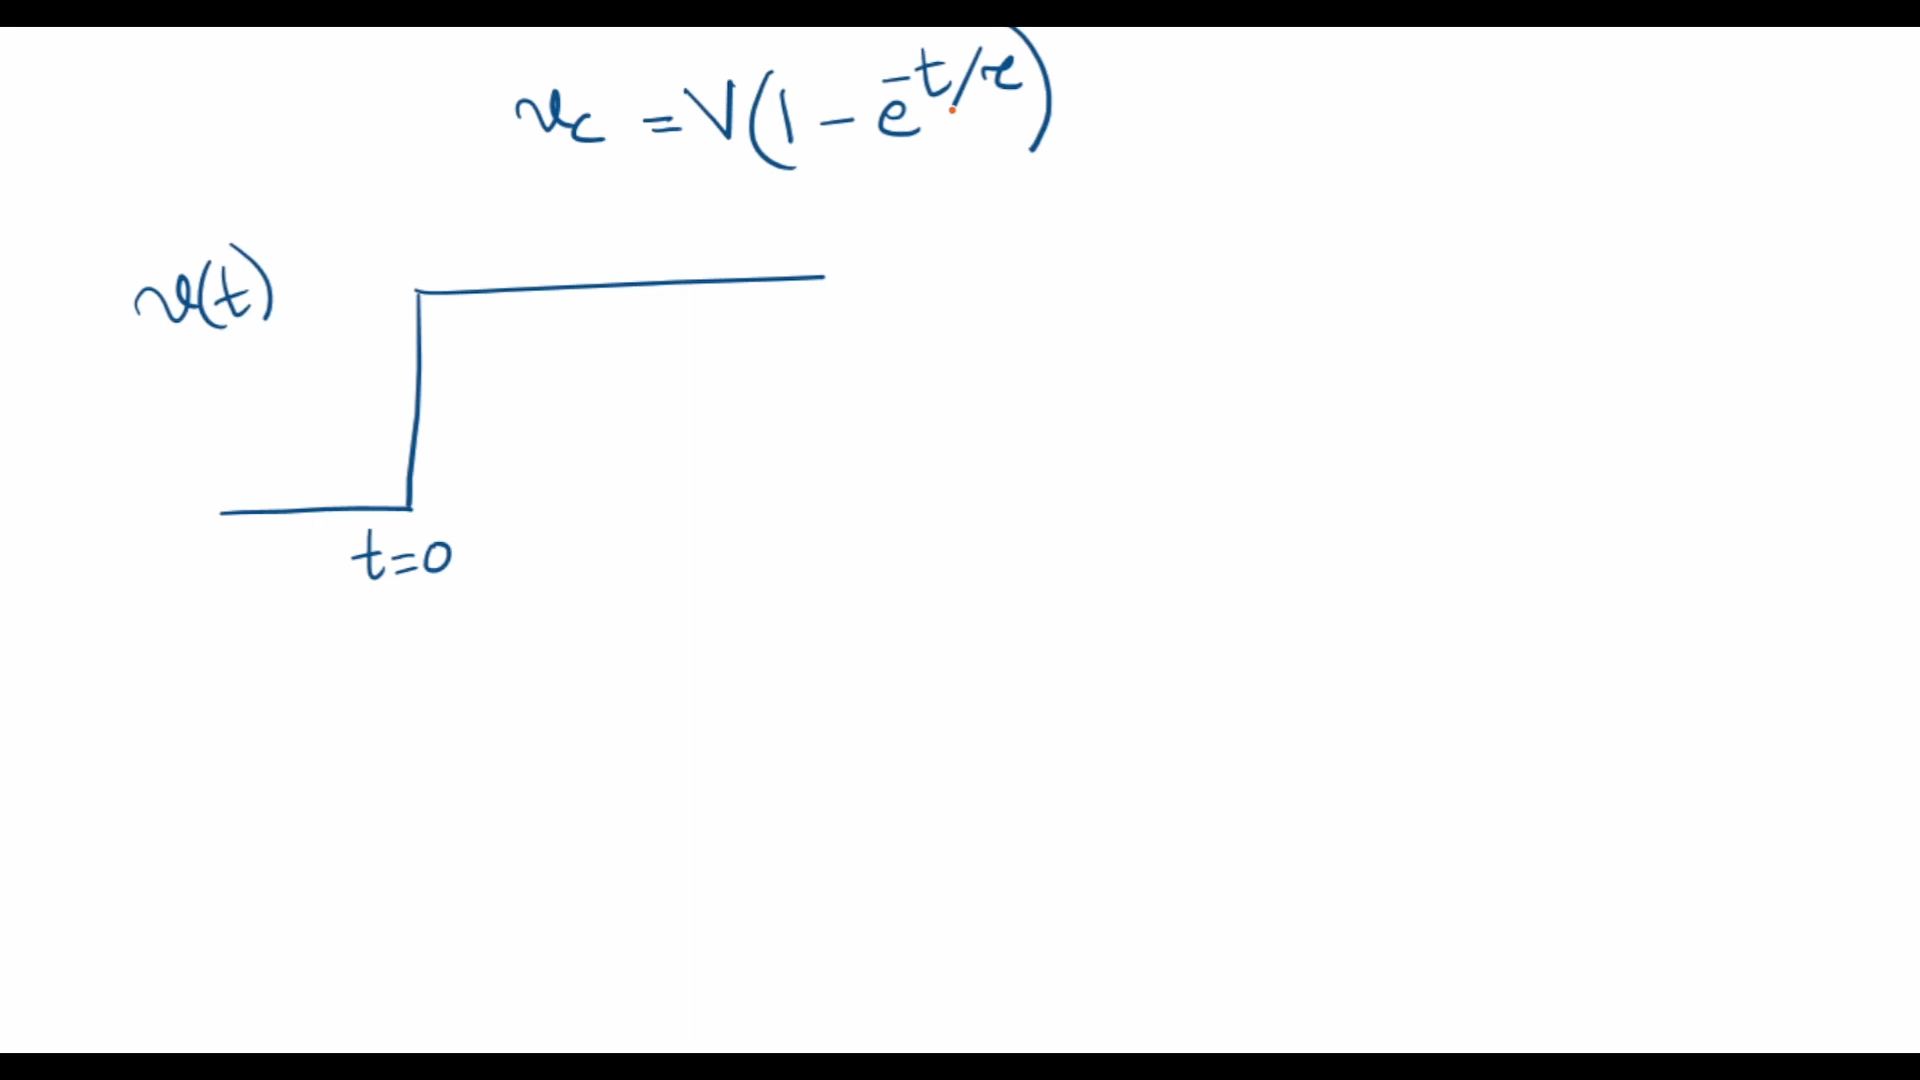 v_c = V(1 - e^{-t/τ})
v(t)
t=0